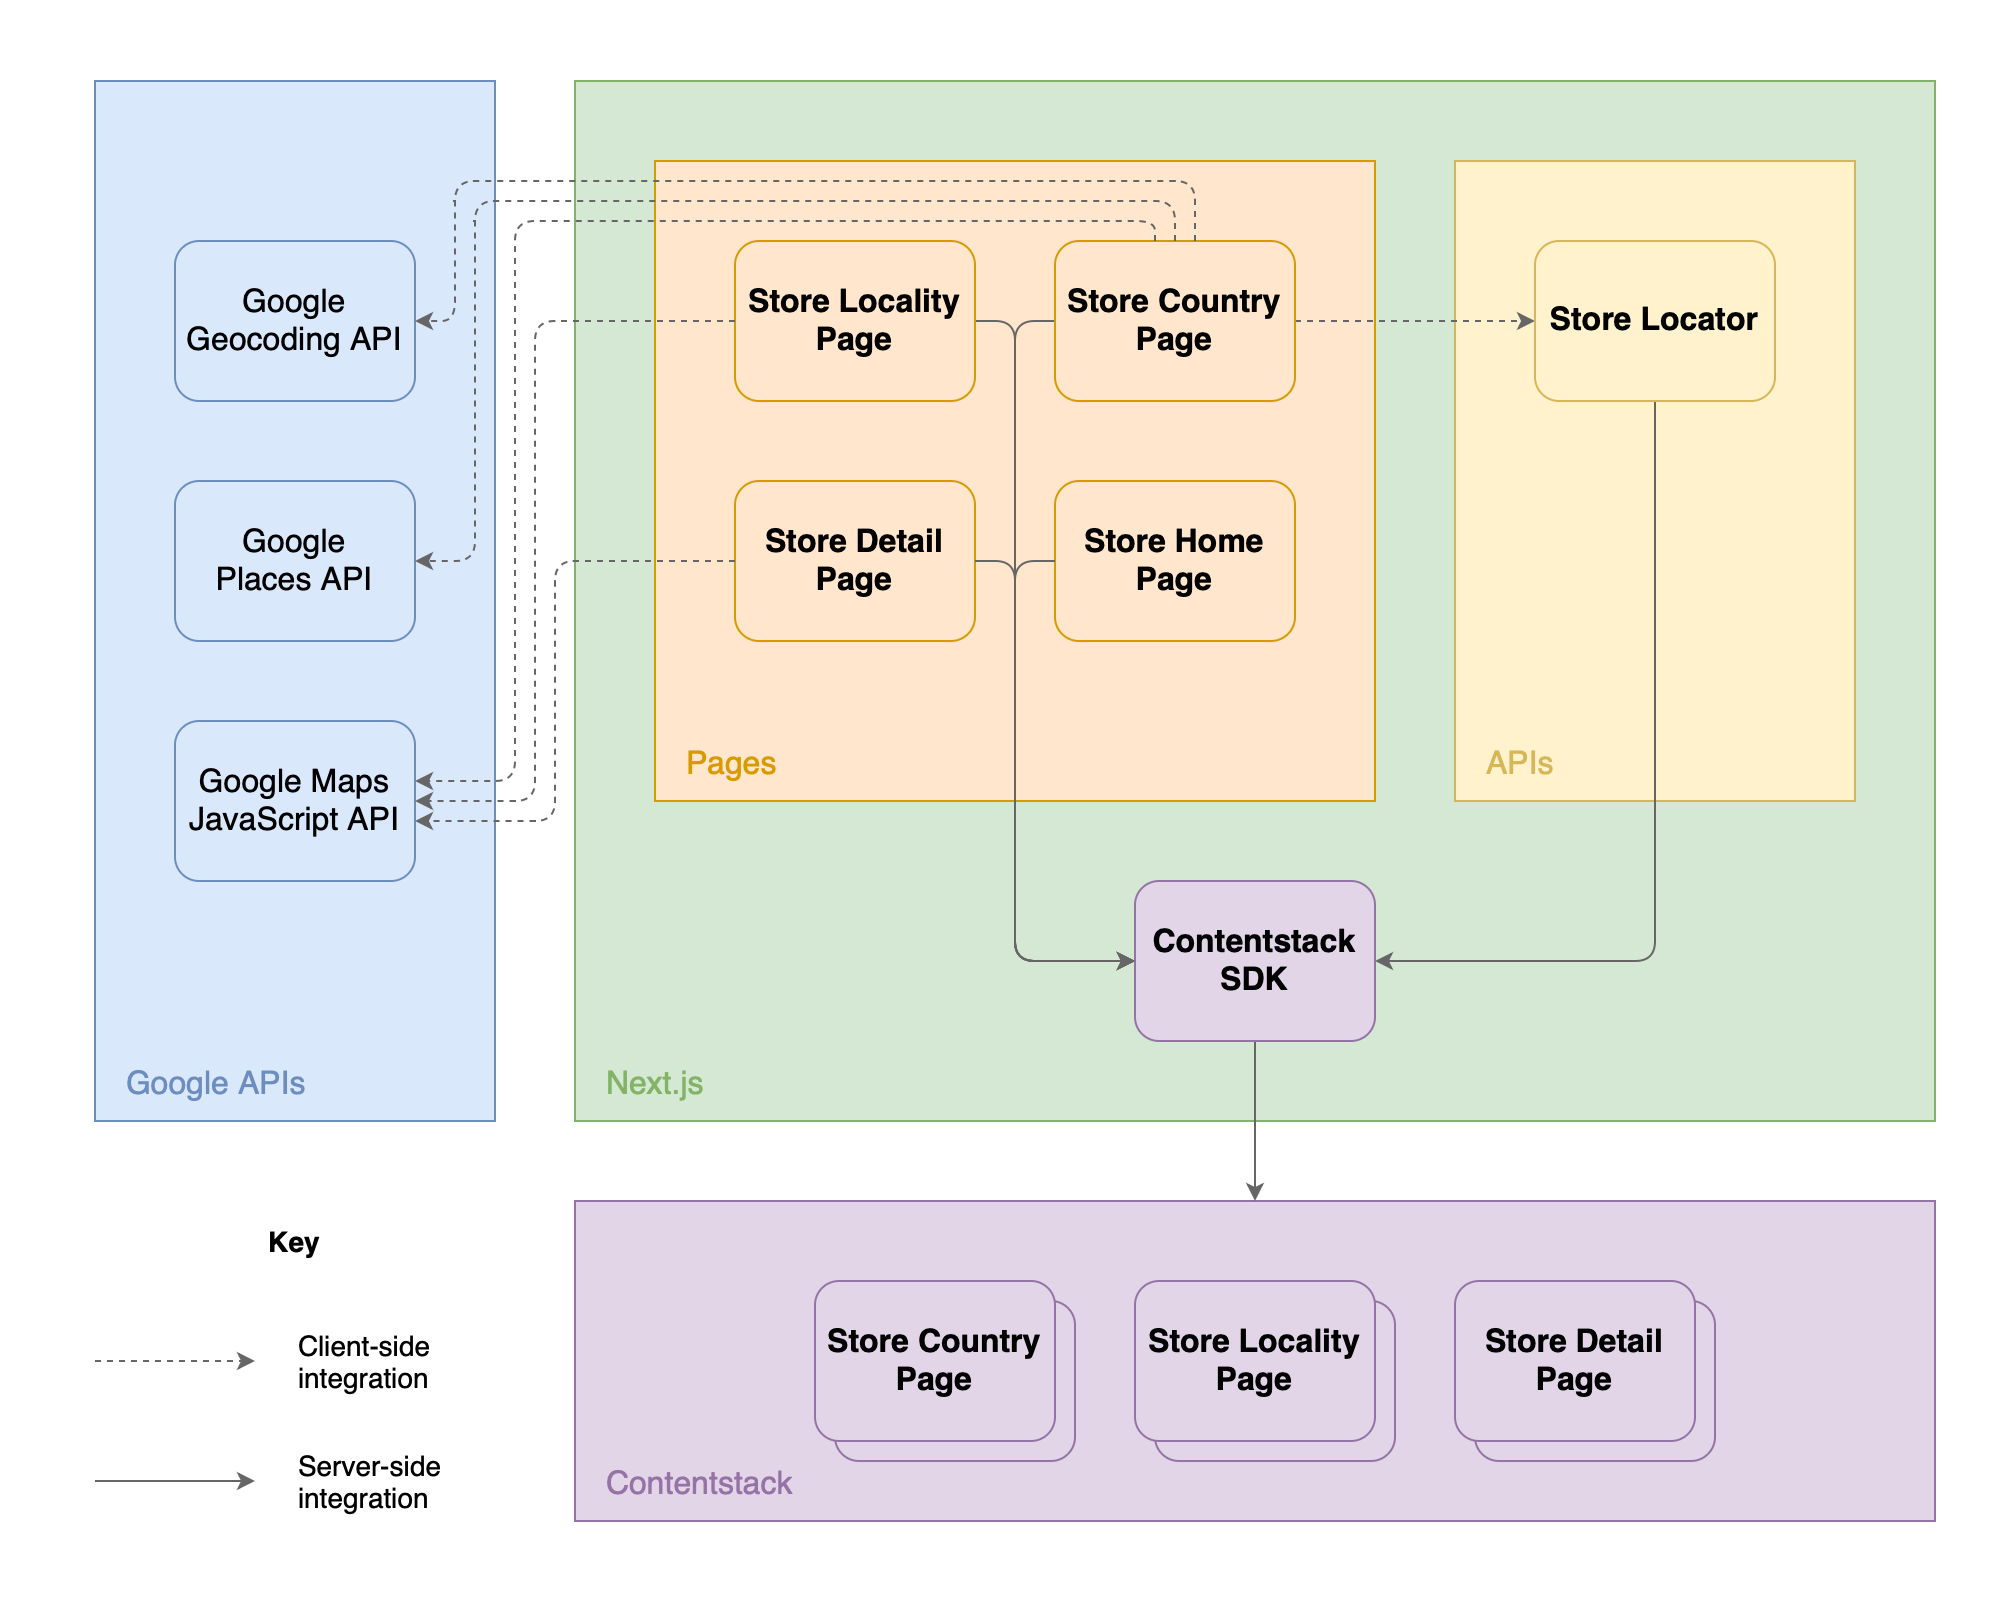 Google
Geocoding API
Google
Places API
Google Maps
JavaScript API
Google APIs
Store Locality
Page
Store Country
Page
Store Detail
Page
Store Home
Page
Pages
Store Locator
APIs
Contentstack
SDK
Next.js
Key
Client-side
integration
Server-side
integration
Store Country
Page
Store Locality
Page
Store Detail
Page
Contentstack